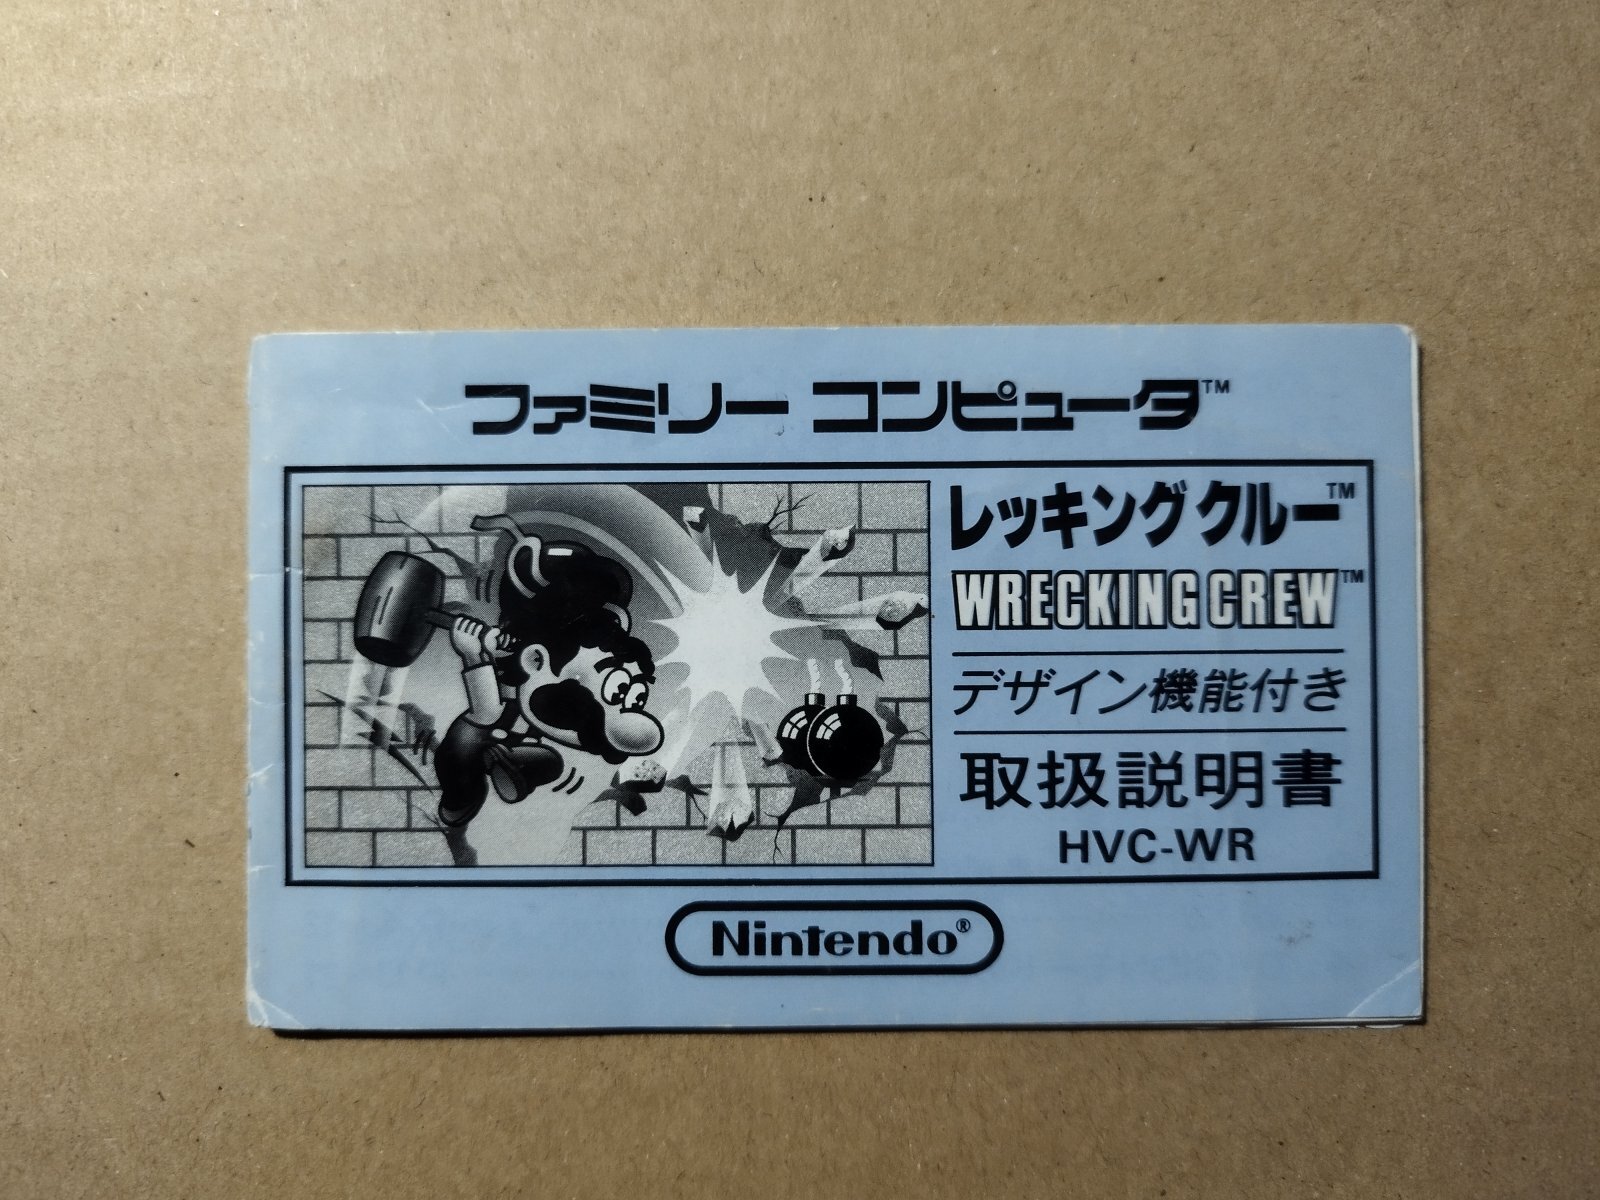 ファミリー コンピュータ™
レッキングクルー™
WRECKING CREW™
デザイン機能付き
取扱説明書
HVC-WR
Nintendo®